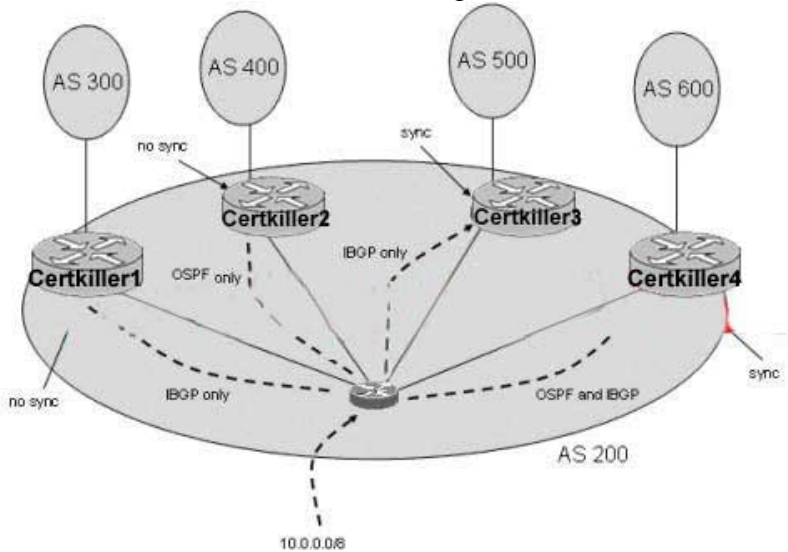 AS 300
AS 400
AS 500
AS 600
no sync
sync
Certkiller2
Certkiller3
Certkiller1
Certkiller4
OSPF only
IBGP only
no sync
IBGP only
OSPF and IBGP
sync
AS 200
10.0.0.0/8